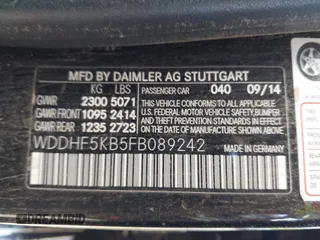 MFD BY DAIMLER AG STUTTGART
KG LBS PASSENGER CAR 040 09/14
GVWR 2300 5071
GAWR FRONT 1095 2414
GAWR REAR 1235 2723
THIS VEHICLE CONFORMS TO ALL APPLICABLE
U.S. FEDERAL MOTOR VEHICLE SAFETY, BUMPER
AND THEFT PREVENTION STANDARDS IN EFFECT
ON THE DATE OF MANUFACTURE SHOWN ABOVE.
WDDHF5KB5FB089242
MADE IN GERMANY